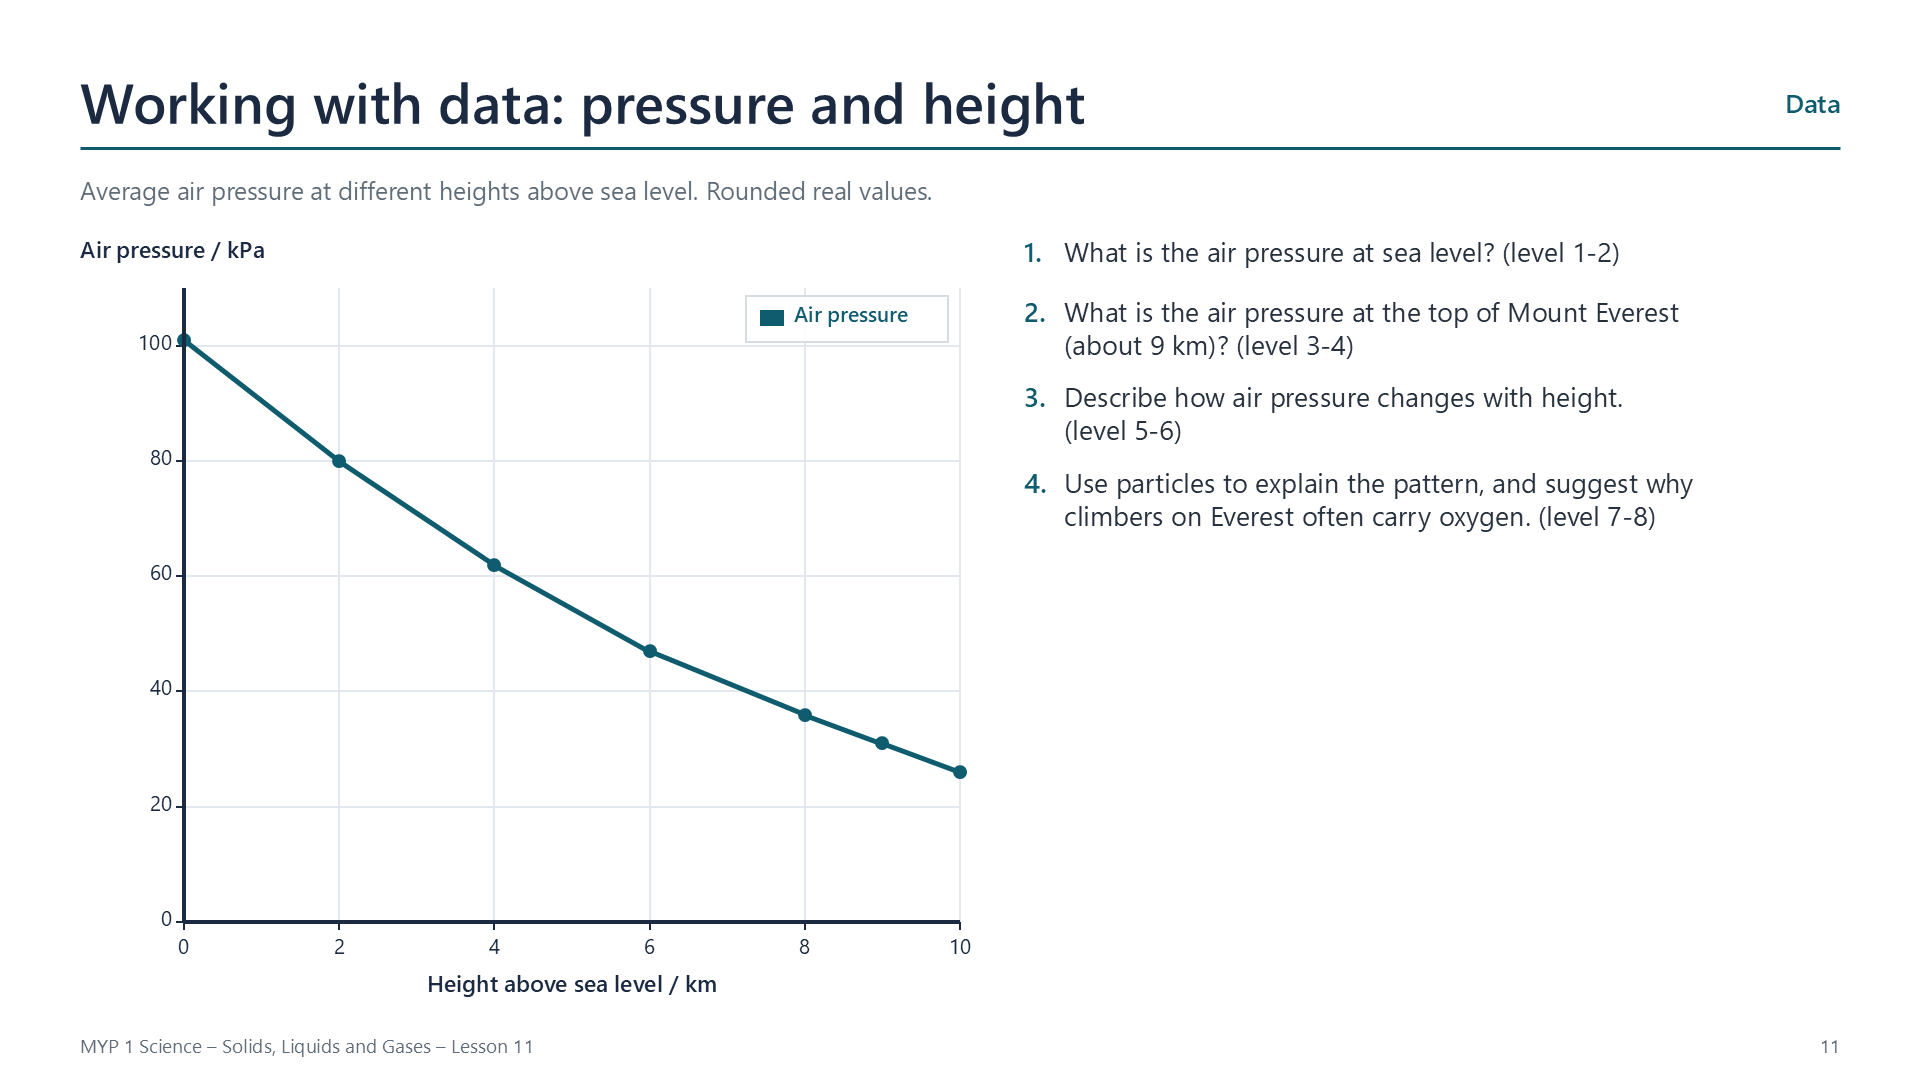 Working with data: pressure and height
Data
Average air pressure at different heights above sea level. Rounded real values.
Air pressure / kPa
Air pressure
100
80
60
40
20
0
0 2 4 6 8 10
Height above sea level / km
1. What is the air pressure at sea level? (level 1-2)
2. What is the air pressure at the top of Mount Everest
(about 9 km)? (level 3-4)
3. Describe how air pressure changes with height.
(level 5-6)
4. Use particles to explain the pattern, and suggest why
climbers on Everest often carry oxygen. (level 7-8)
MYP 1 Science – Solids, Liquids and Gases – Lesson 11
11